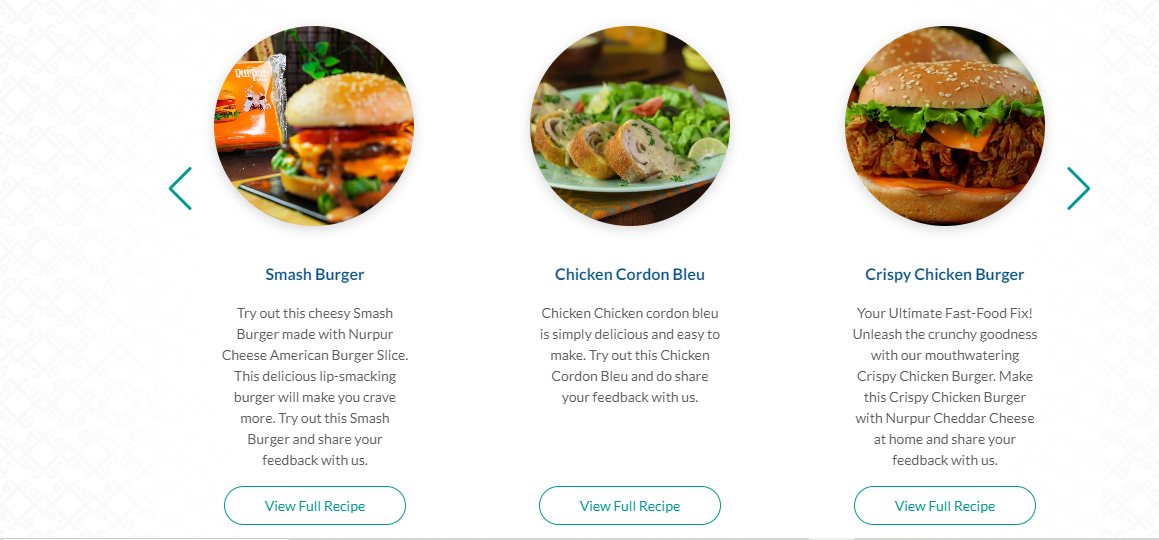 nurpur
Smash Burger
Try out this cheesy Smash
Burger made with Nurpur
Cheese American Burger Slice.
This delicious lip-smacking
burger will make you crave
more. Try out this Smash
Burger and share your
feedback with us.
View Full Recipe
Chicken Cordon Bleu
Chicken Chicken cordon bleu
is simply delicious and easy to
make. Try out this Chicken
Cordon Bleu and do share
your feedback with us.
View Full Recipe
Crispy Chicken Burger
Your Ultimate Fast-Food Fix!
Unleash the crunchy goodness
with our mouthwatering
Crispy Chicken Burger. Make
this Crispy Chicken Burger
with Nurpur Cheddar Cheese
at home and share your
feedback with us.
View Full Recipe